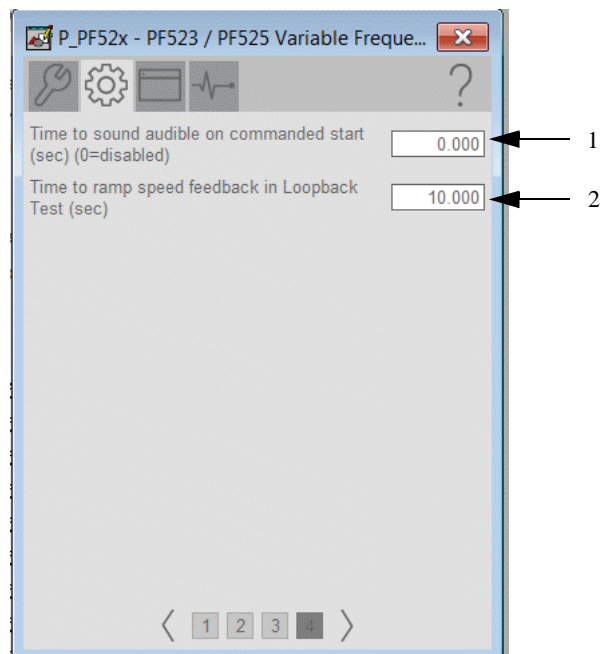 P_PF52x - PF523 / PF525 Variable Freque...
?
Time to sound audible on commanded start
(sec) (0=disabled)
0.000
1
Time to ramp speed feedback in Loopback
Test (sec)
10.000
2
1 2 3 4